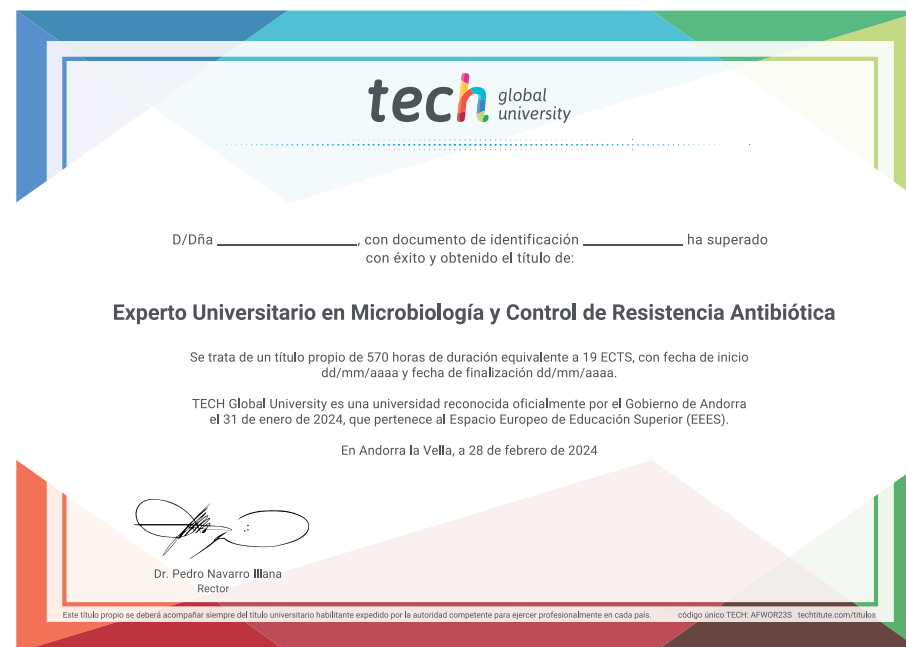 tech global university
D/Dña ____________________, con documento de identificación ______________ ha superado
con éxito y obtenido el título de:
Experto Universitario en Microbiología y Control de Resistencia Antibiótica
Se trata de un título propio de 570 horas de duración equivalente a 19 ECTS, con fecha de inicio
dd/mm/aaaa y fecha de finalización dd/mm/aaaa.
TECH Global University es una universidad reconocida oficialmente por el Gobierno de Andorra
el 31 de enero de 2024, que pertenece al Espacio Europeo de Educación Superior (EEES).
En Andorra la Vella, a 28 de febrero de 2024
Dr. Pedro Navarro Illana
Rector
Este título propio se deberá acompañar siempre del título universitario habilitante expedido por la autoridad competente para ejercer profesionalmente en cada país. código único TECH: AFWOR23S techtitute.com/titulos